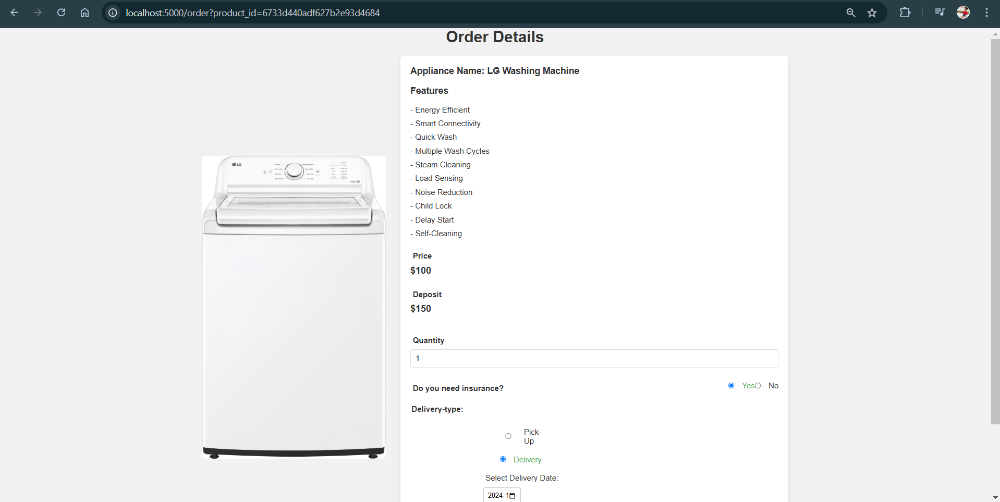 localhost:5000/order?product_id=6733d440adf627b2e93d4684
Order Details
Appliance Name: LG Washing Machine
Features
- Energy Efficient
- Smart Connectivity
- Quick Wash
- Multiple Wash Cycles
- Steam Cleaning
- Load Sensing
- Noise Reduction
- Child Lock
- Delay Start
- Self-Cleaning
Price
$100
Deposit
$150
Quantity
1
Do you need insurance?
Yes No
Delivery-type:
Pick-
Up
Delivery
Select Delivery Date:
2024-1
LG